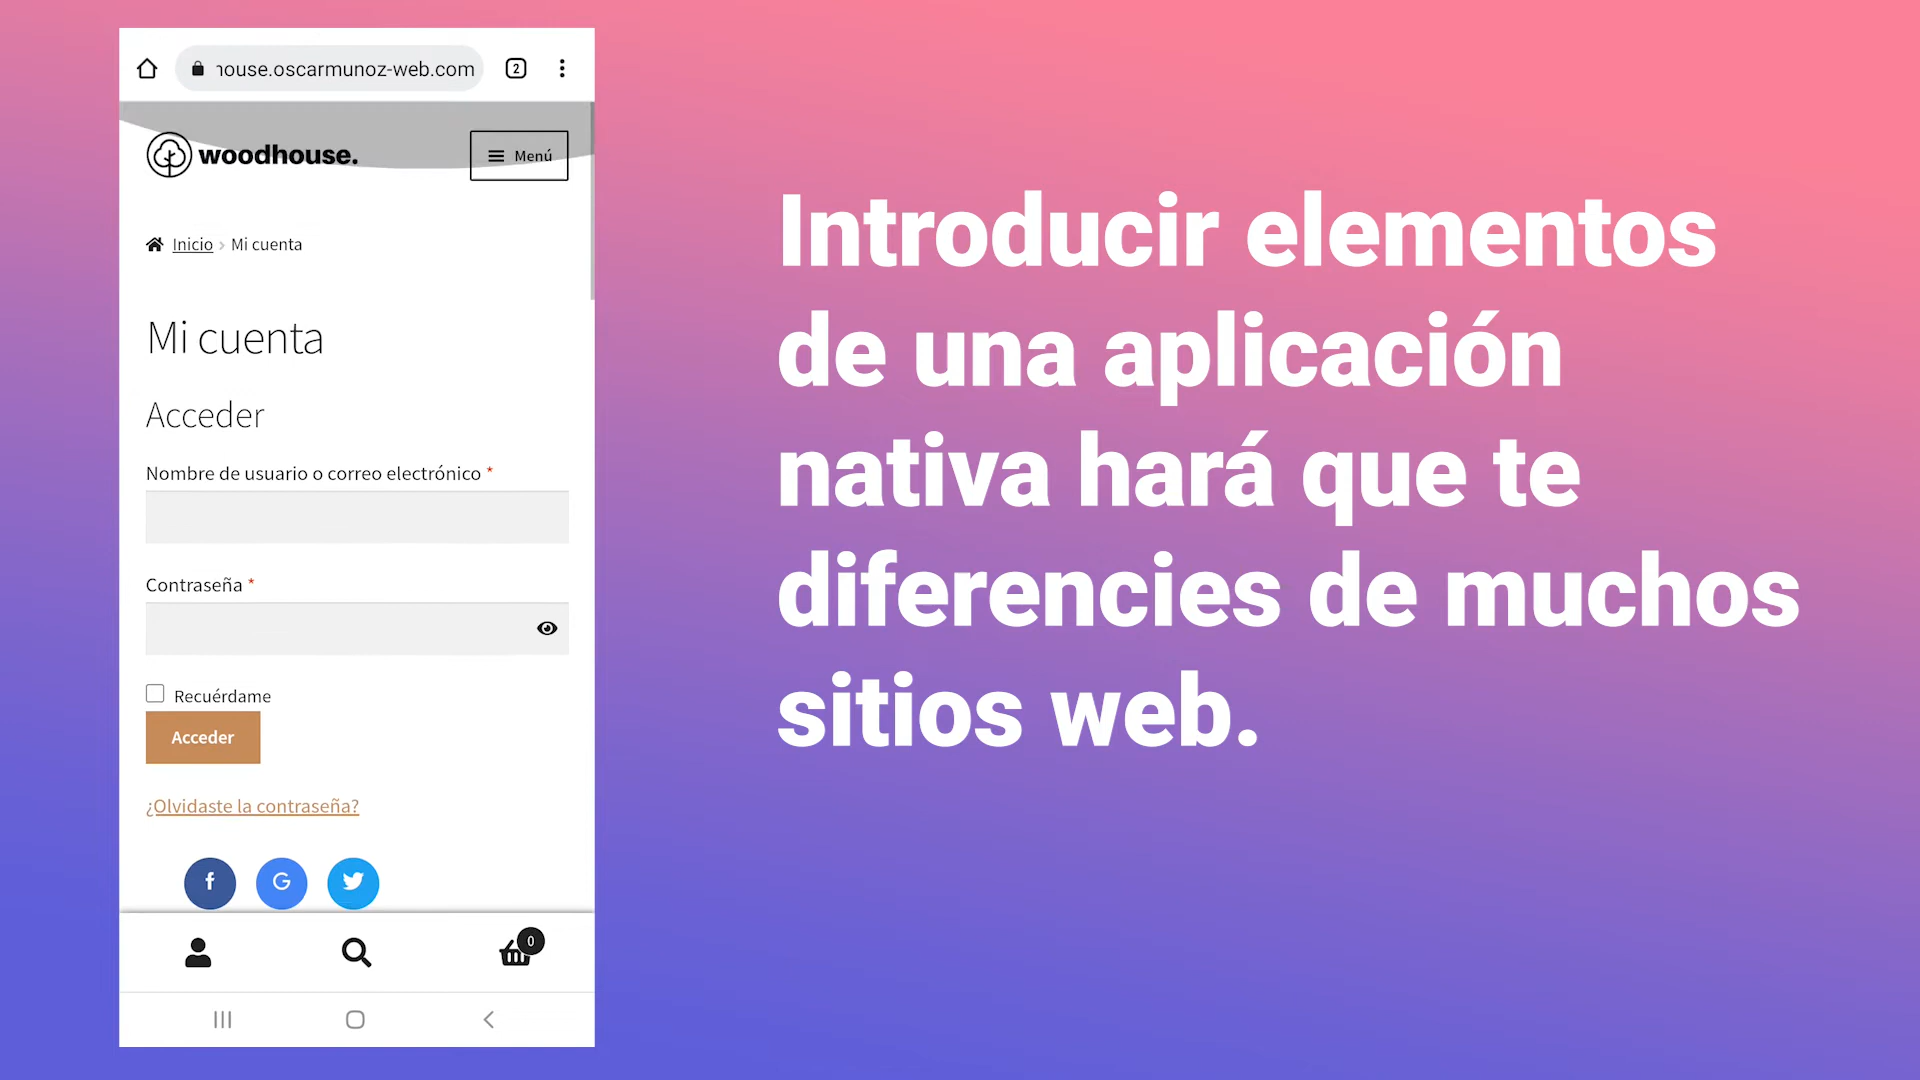 house.oscarmunoz-web.com
2
woodhouse.
Menú
Inicio › Mi cuenta
Mi cuenta
Acceder
Nombre de usuario o correo electrónico *
Contraseña *
Recuérdame
Acceder
¿Olvidaste la contraseña?
f G
0
Introducir elementos
de una aplicación
nativa hará que te
diferencies de muchos
sitios web.